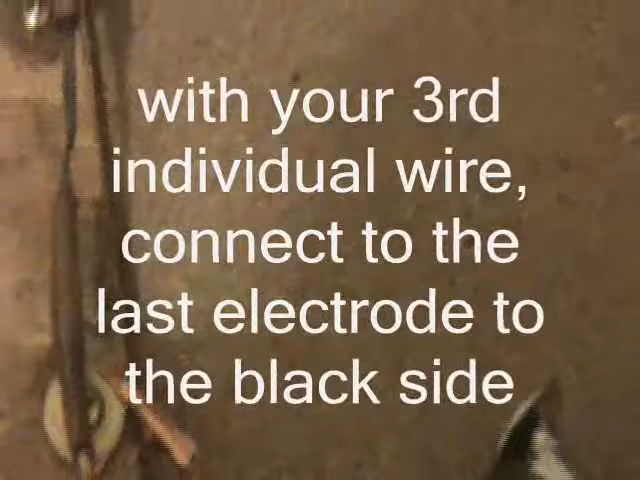 with your 3rd
individual wire,
connect to the
last electrode to
the black side